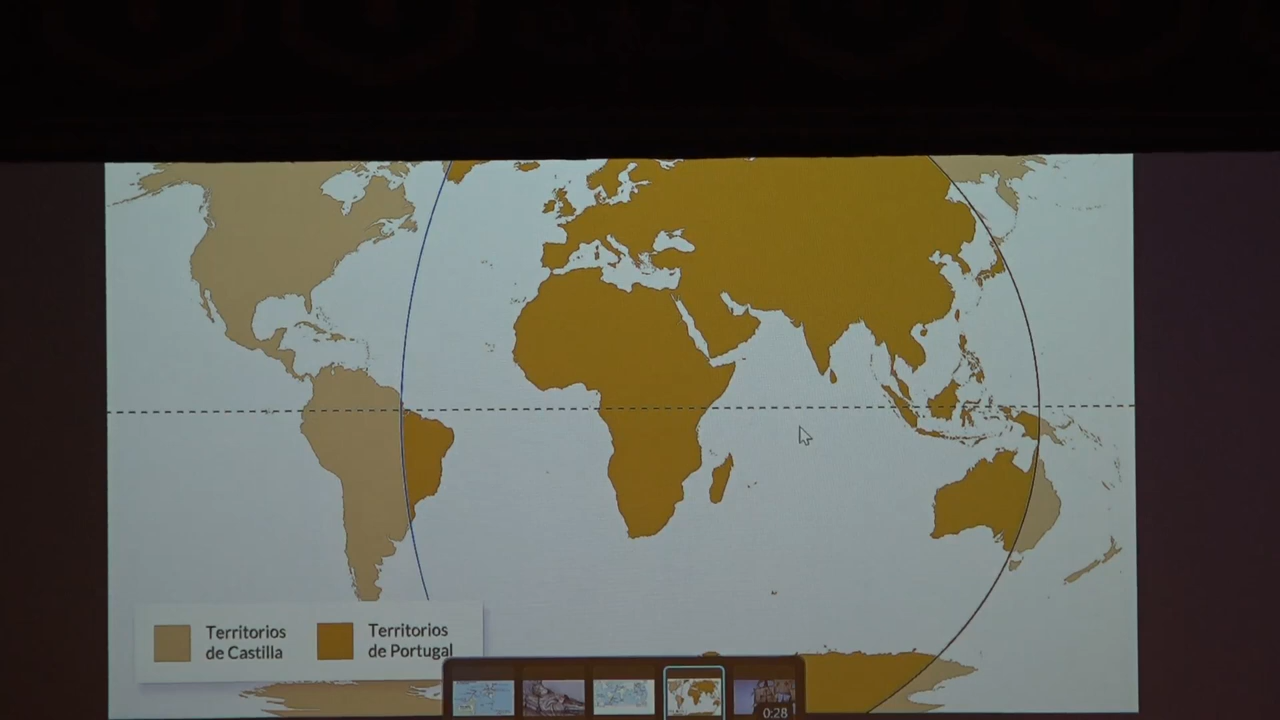 Territorios
de Castilla
Territorios
de Portugal
0:28